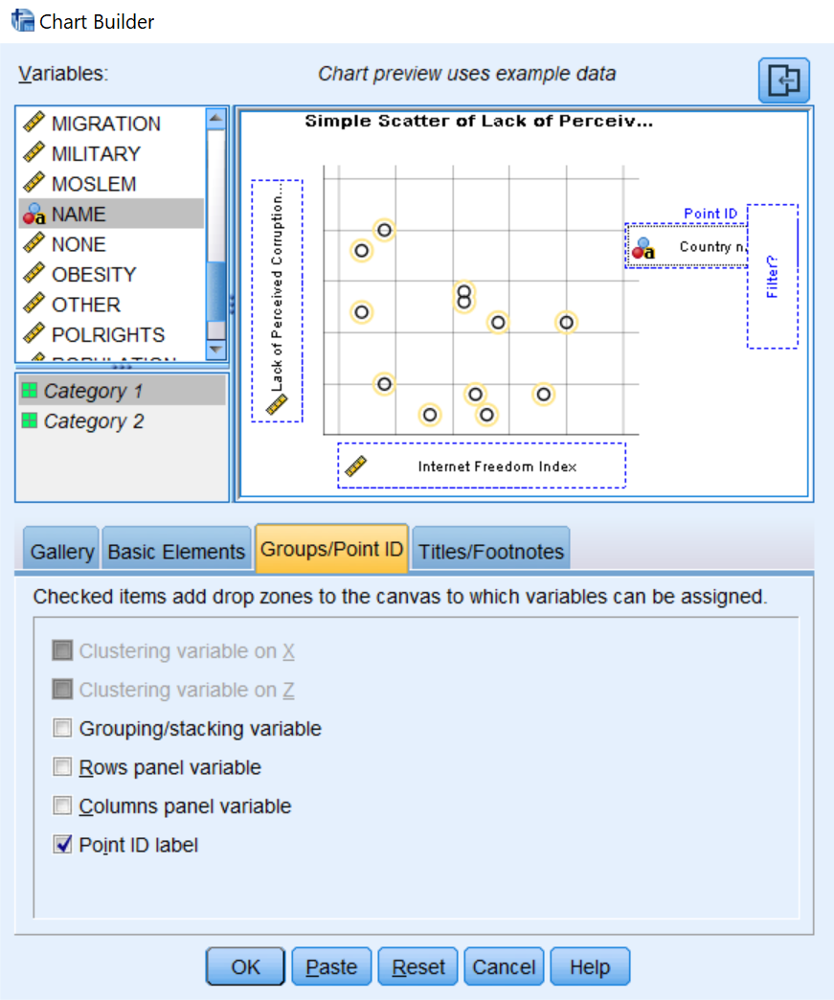 Chart Builder
Variables:
Chart preview uses example data
MIGRATION
MILITARY
MOSLEM
NAME
NONE
OBESITY
OTHER
POLRIGHTS
POPULATION
Category 1
Category 2
Simple Scatter of Lack of Perceiv...
Lack of Perceived Corruption...
Point ID
Country n
Filter?
Internet Freedom Index
Gallery
Basic Elements
Groups/Point ID
Titles/Footnotes
Checked items add drop zones to the canvas to which variables can be assigned.
Clustering variable on X
Clustering variable on Z
Grouping/stacking variable
Rows panel variable
Columns panel variable
Point ID label
OK
Paste
Reset
Cancel
Help